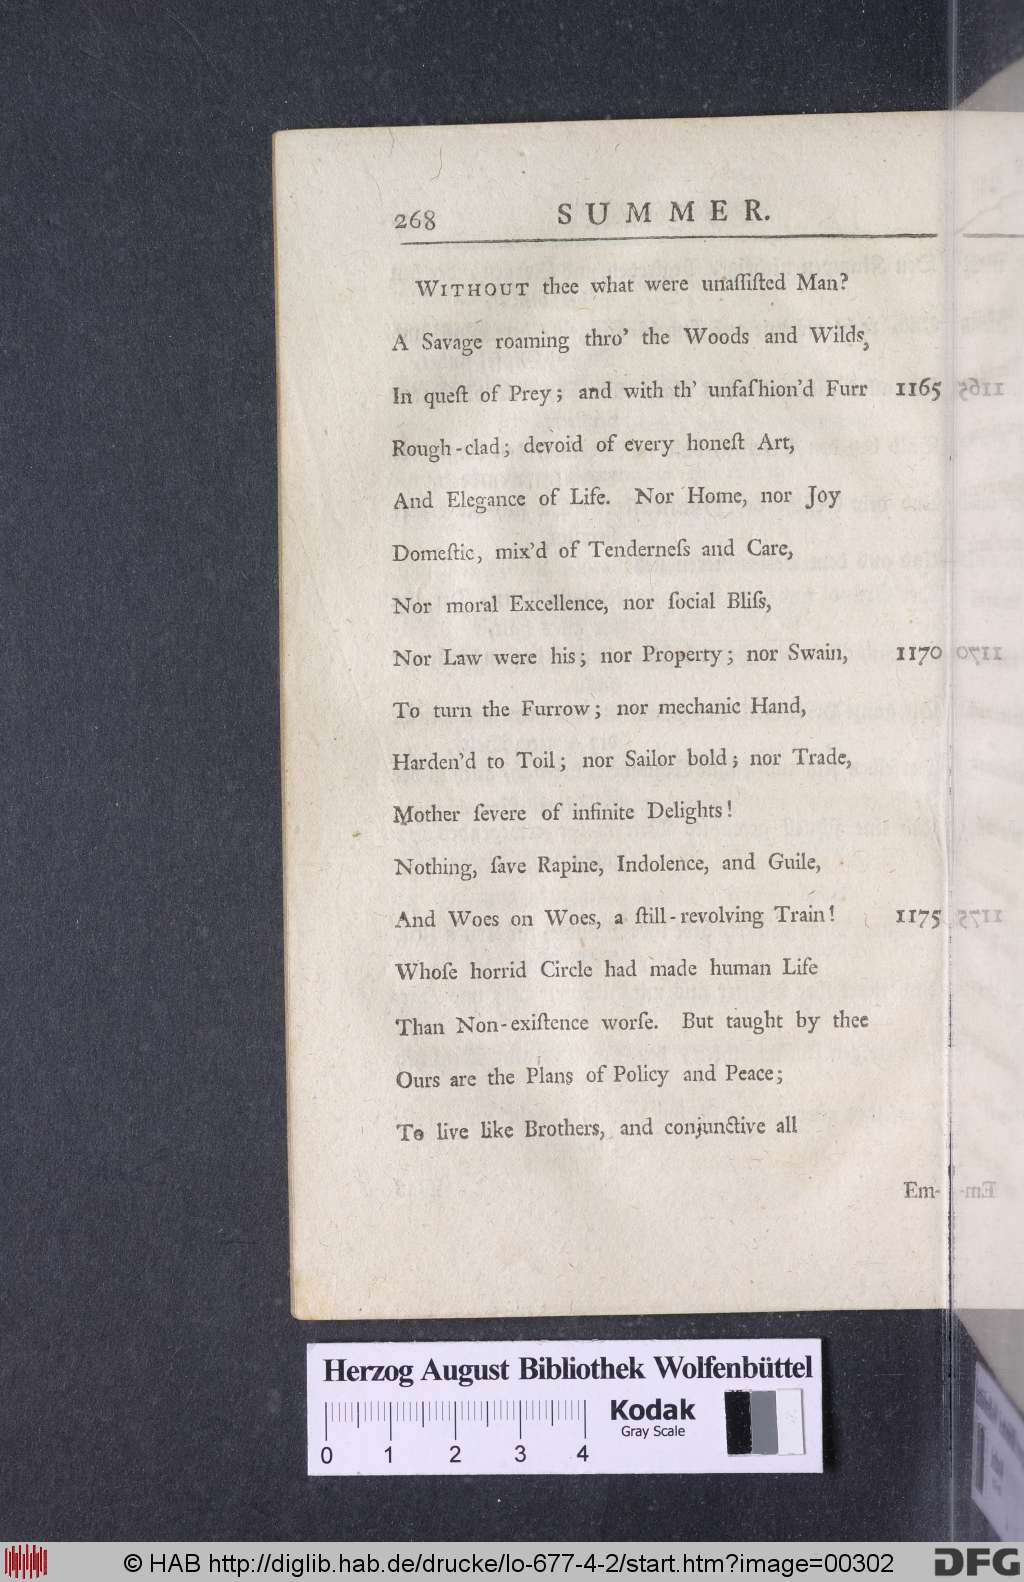 268 SUMMER.
WITHOUT thee what were unaſſiſted Man?
A Savage roaming thro' the Woods and Wilds,
In queſt of Prey; and with th' unfaſhion'd Furr 1165
Rough-clad; devoid of every honeſt Art,
And Elegance of Life. Nor Home, nor Joy
Domeſtic, mix'd of Tenderneſs and Care,
Nor moral Excellence, nor ſocial Bliſs,
Nor Law were his; nor Property; nor Swain, 1170
To turn the Furrow; nor mechanic Hand,
Harden'd to Toil; nor Sailor bold; nor Trade,
Mother ſevere of infinite Delights!
Nothing, ſave Rapine, Indolence, and Guile,
And Woes on Woes, a ſtill-revolving Train! 1175
Whoſe horrid Circle had made human Life
Than Non-exiſtence worſe. But taught by thee
Ours are the Plans of Policy and Peace;
To live like Brothers, and conjunctive all
Em-
Herzog August Bibliothek Wolfenbüttel
Kodak
Gray Scale
0 1 2 3 4
© HAB http://diglib.hab.de/drucke/lo-677-4-2/start.htm?image=00302
DFG